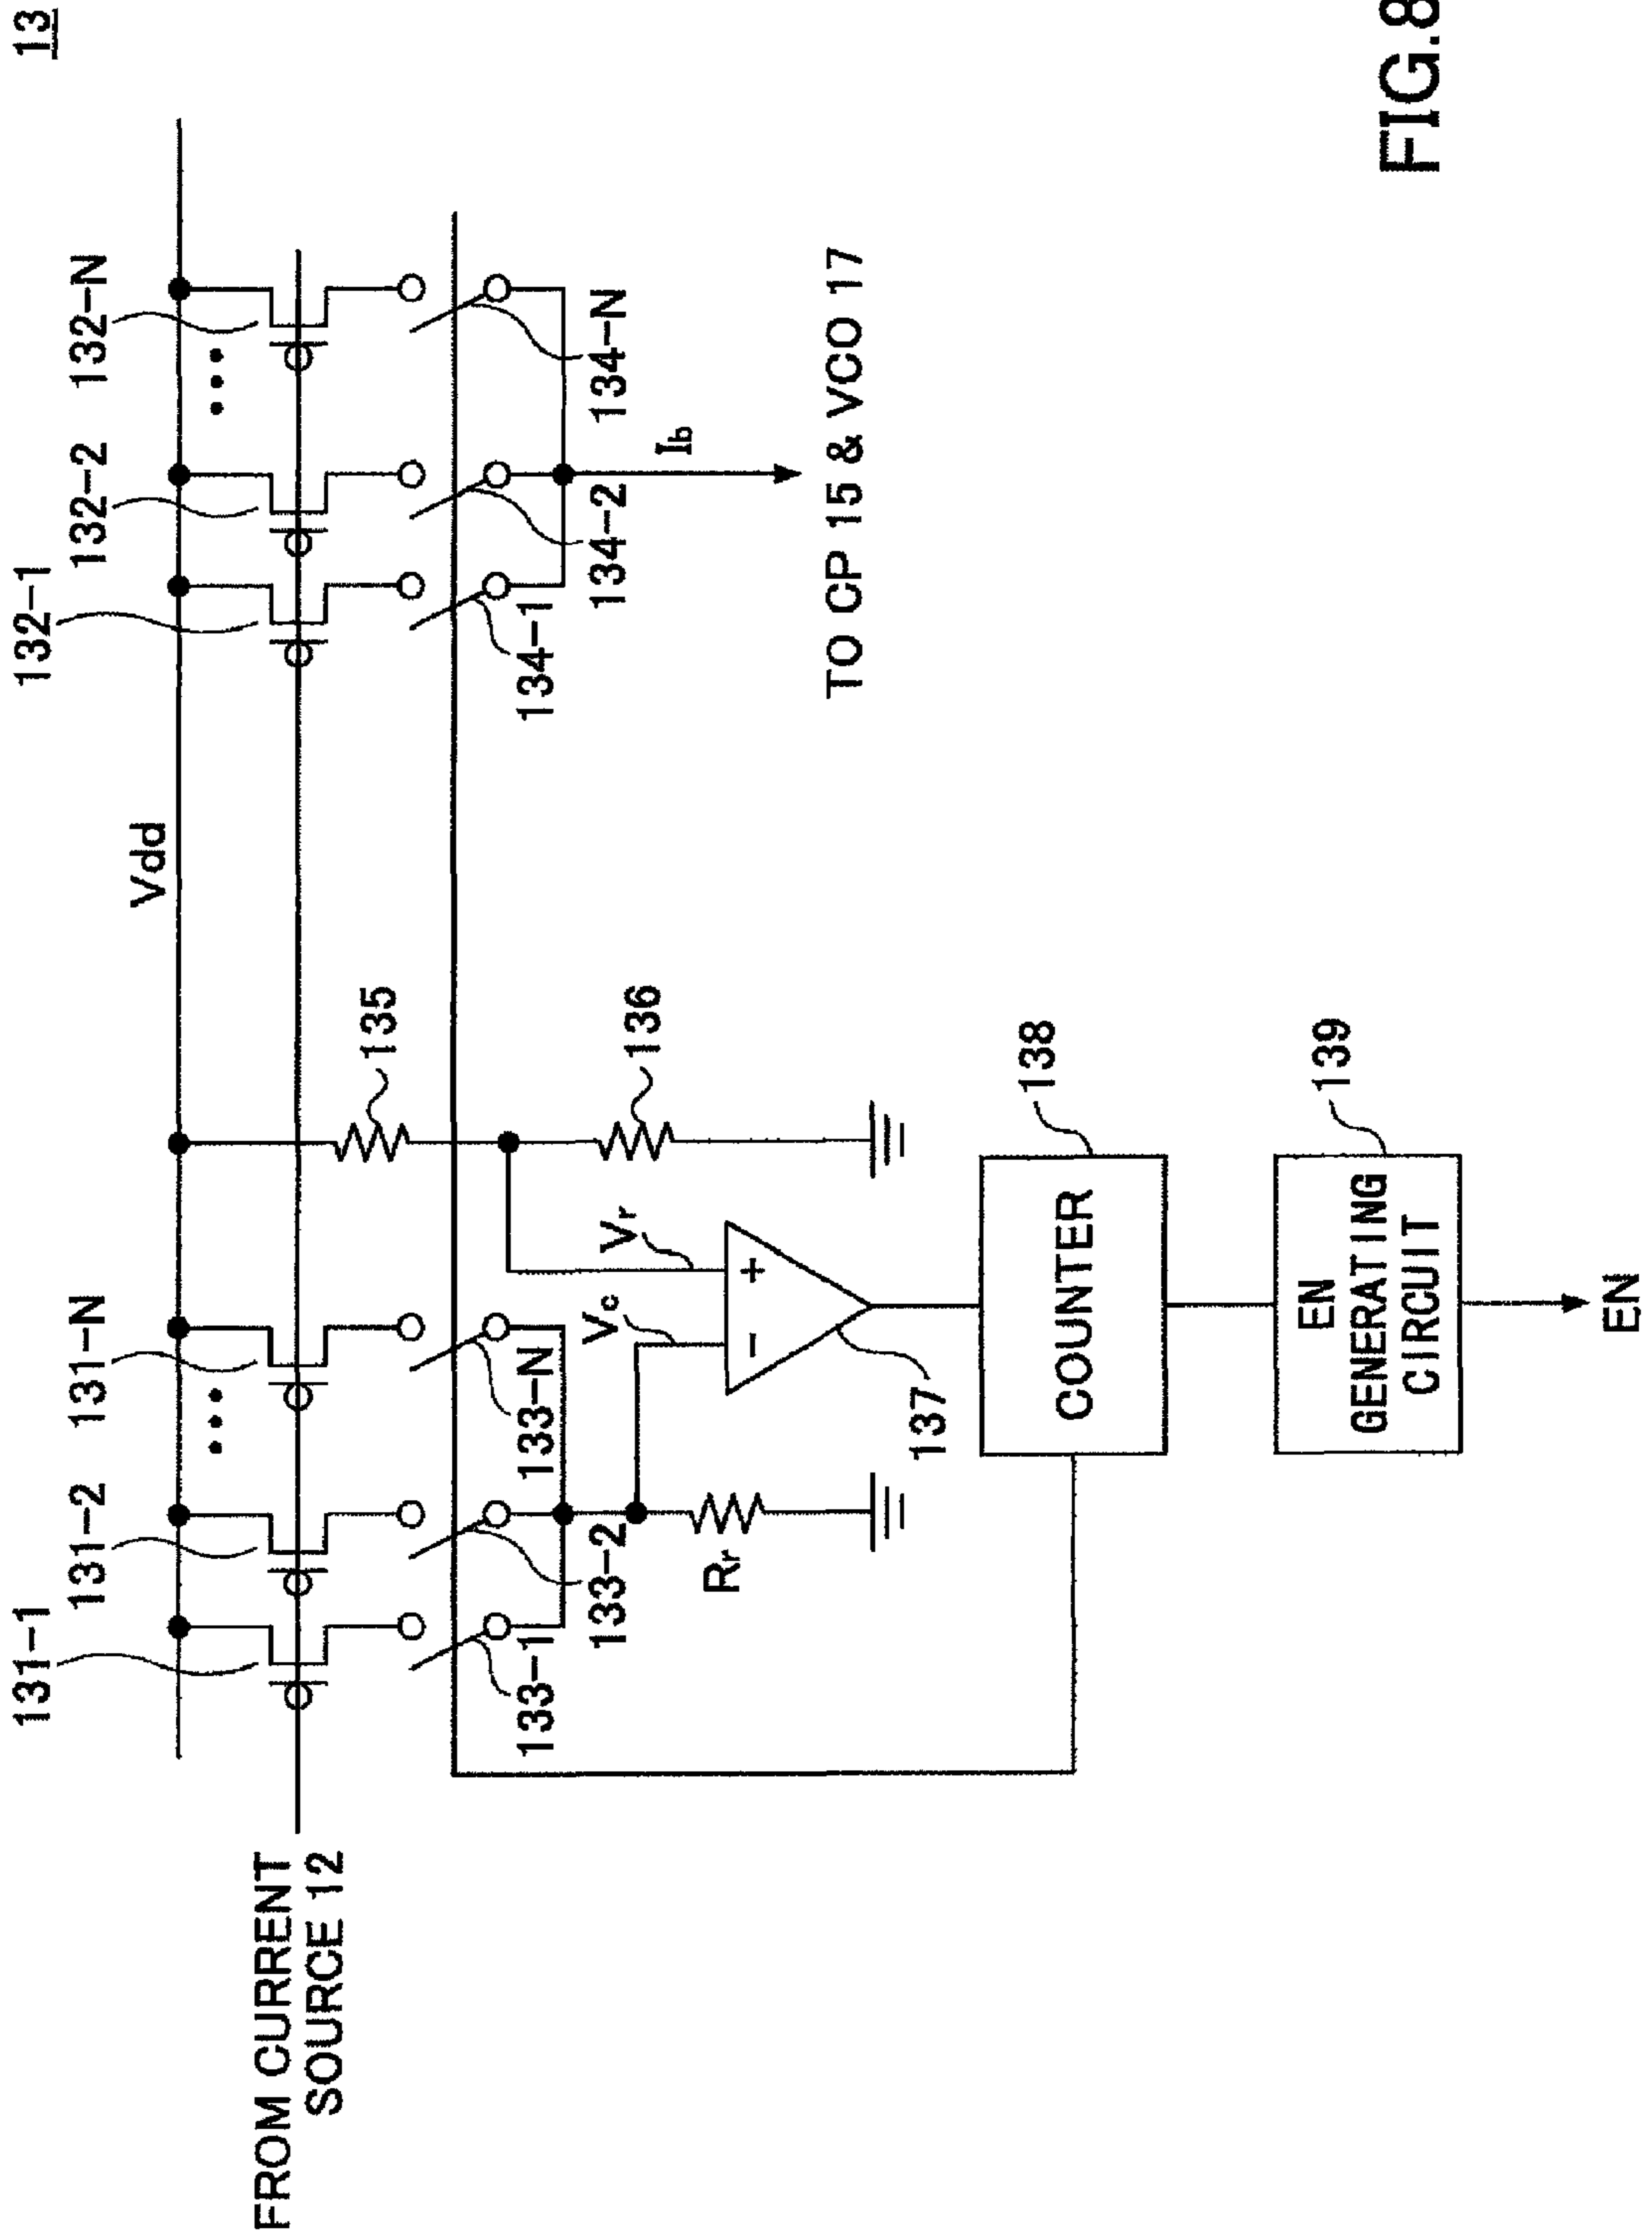 13
131-1
131-2
131-N
132-1
132-2
132-N
Vdd
FROM CURRENT
SOURCE 12
135
133-1
133-2
133-N
134-1
134-2
134-N
Rr
Vc
Vr
136
Ib
TO CP 15 & VCO 17
−
+
137
138
COUNTER
139
EN
GENERATING
CIRCUIT
EN
FIG.8